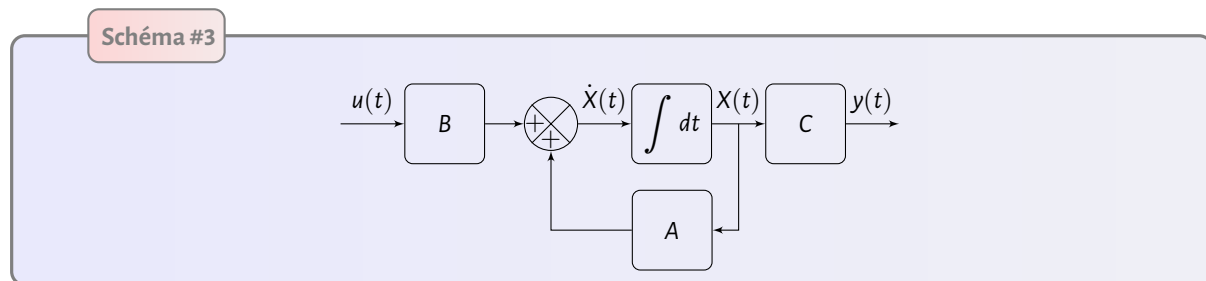 Schéma #3
u(t) B + + Ẋ(t) ∫ dt X(t) C y(t)
A